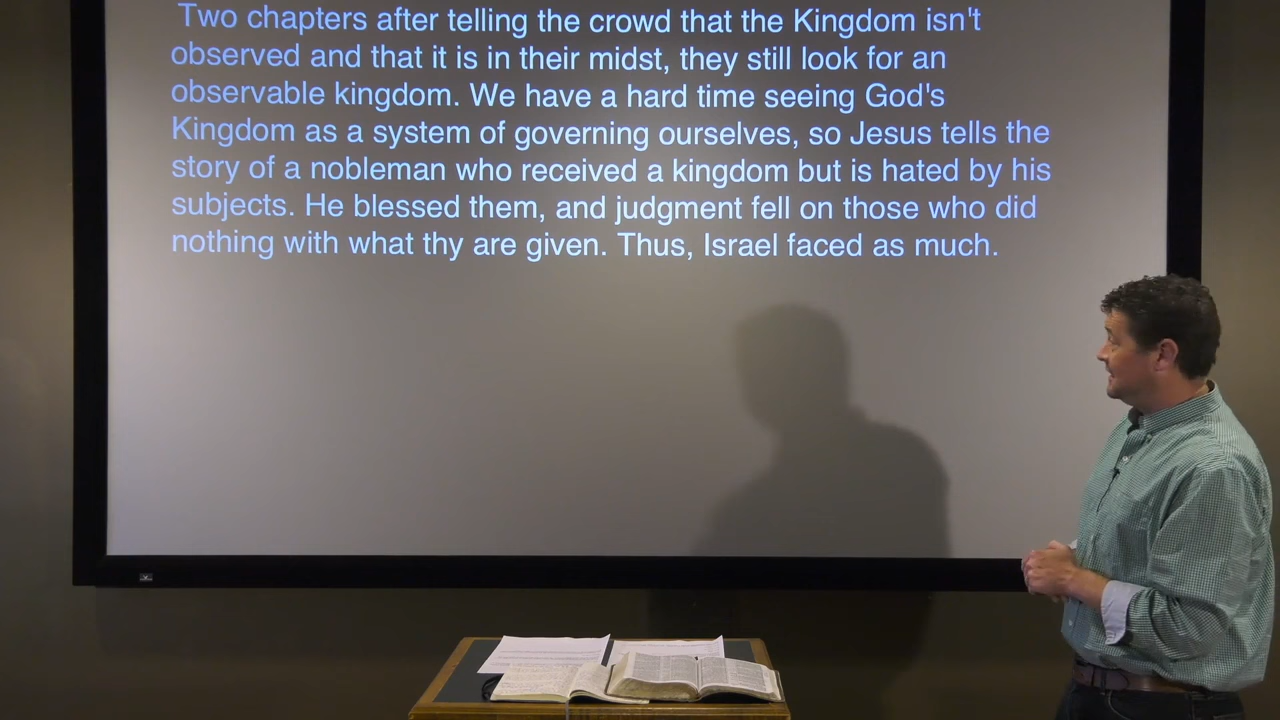 Two chapters after telling the crowd that the Kingdom isn't
observed and that it is in their midst, they still look for an
observable kingdom. We have a hard time seeing God's
Kingdom as a system of governing ourselves, so Jesus tells the
story of a nobleman who received a kingdom but is hated by his
subjects. He blessed them, and judgment fell on those who did
nothing with what thy are given. Thus, Israel faced as much.